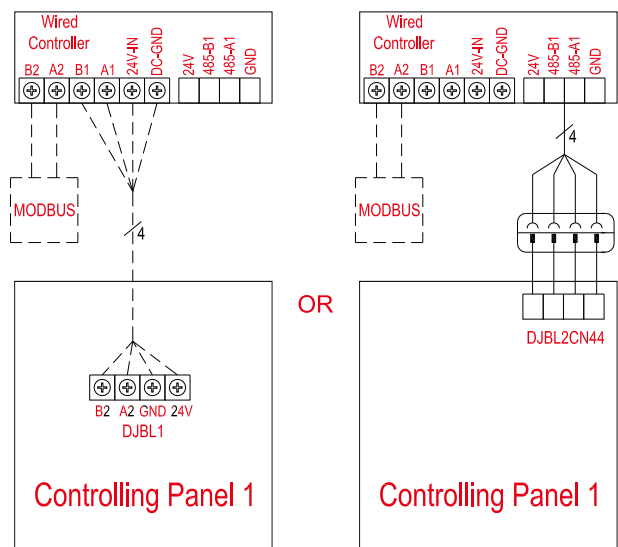 Wired
Controller
B2 A2 B1 A1 24V-IN DC-GND
24V 485-B1 485-A1 GND
MODBUS
4
B2 A2 GND 24V
DJBL1
Controlling Panel 1
OR
Wired
Controller
B2 A2 B1 A1 24V-IN DC-GND
24V 485-B1 485-A1 GND
4
MODBUS
DJBL2CN44
Controlling Panel 1